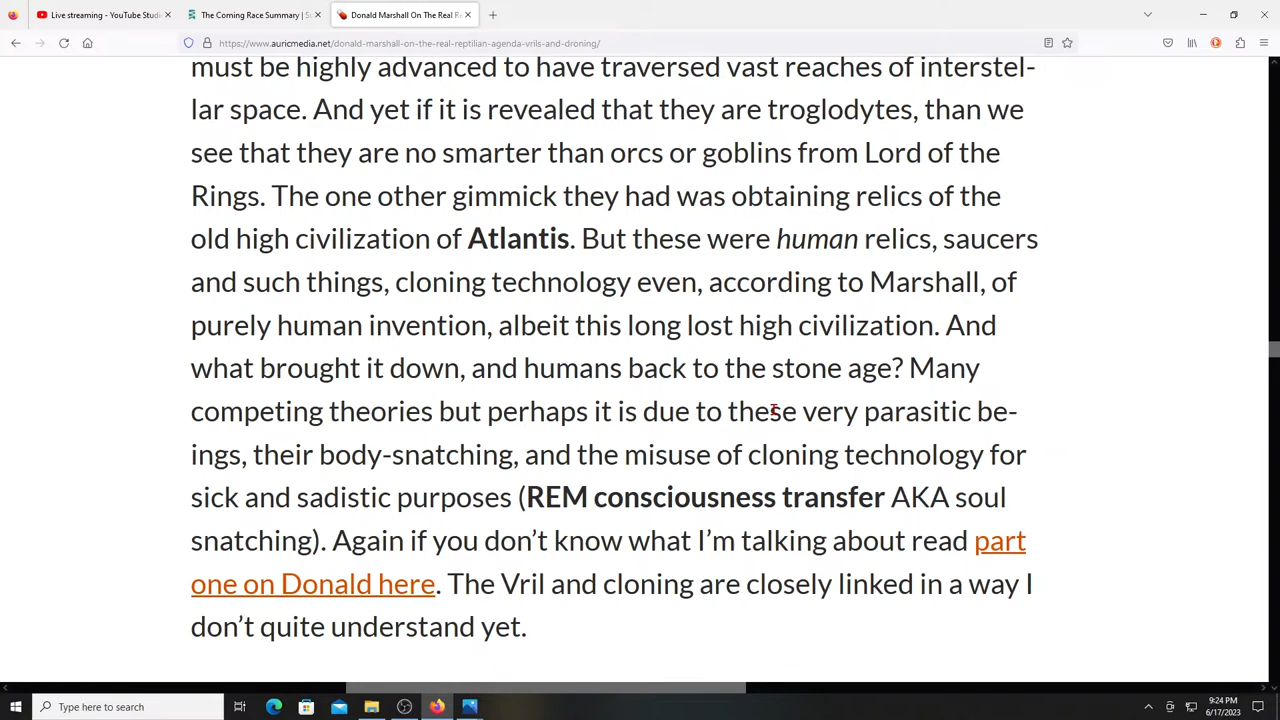 Live streaming - YouTube Stud
The Coming Race Summary | S
Donald Marshall On The Real Re
https://www.auricmedia.net/donald-marshall-on-the-real-reptilian-agenda-vrils-and-droning/
must be highly advanced to have traversed vast reaches of interstel-
lar space. And yet if it is revealed that they are troglodytes, than we
see that they are no smarter than orcs or goblins from Lord of the
Rings. The one other gimmick they had was obtaining relics of the
old high civilization of Atlantis. But these were human relics, saucers
and such things, cloning technology even, according to Marshall, of
purely human invention, albeit this long lost high civilization. And
what brought it down, and humans back to the stone age? Many
competing theories but perhaps it is due to these very parasitic be-
ings, their body-snatching, and the misuse of cloning technology for
sick and sadistic purposes (REM consciousness transfer AKA soul
snatching). Again if you don’t know what I’m talking about read part
one on Donald here. The Vril and cloning are closely linked in a way I
don’t quite understand yet.
Type here to search
9:24 PM
6/17/2023